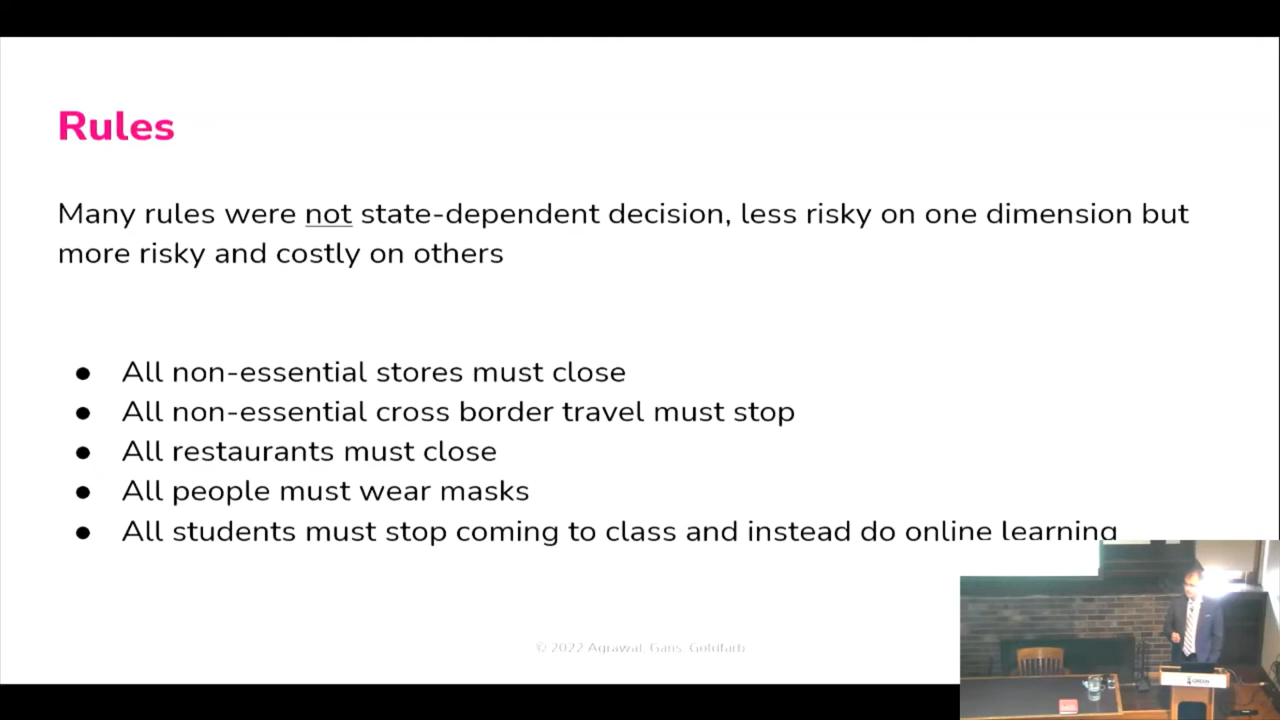 Rules
Many rules were not state-dependent decision, less risky on one dimension but
more risky and costly on others
● All non-essential stores must close
● All non-essential cross border travel must stop
● All restaurants must close
● All people must wear masks
● All students must stop coming to class and instead do online learning
© 2022 Agrawal, Gans, Goldfarb
GREEN